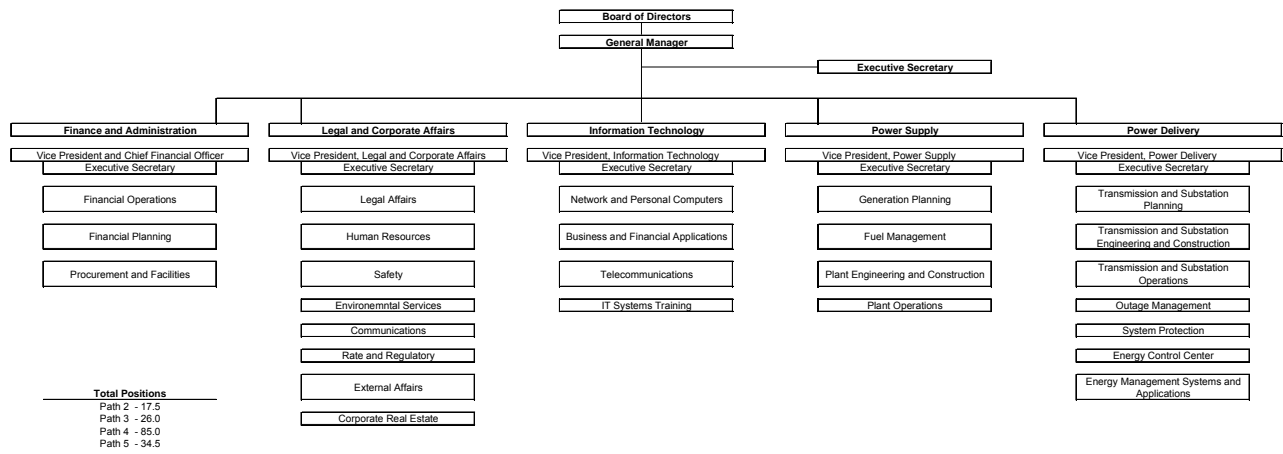 Board of Directors
General Manager
Executive Secretary
Finance and Administration
Vice President and Chief Financial Officer
Executive Secretary
Financial Operations
Financial Planning
Procurement and Facilities
Legal and Corporate Affairs
Vice President, Legal and Corporate Affairs
Executive Secretary
Legal Affairs
Human Resources
Safety
Environemntal Services
Communications
Rate and Regulatory
External Affairs
Corporate Real Estate
Information Technology
Vice President, Information Technology
Executive Secretary
Network and Personal Computers
Business and Financial Applications
Telecommunications
IT Systems Training
Power Supply
Vice President, Power Supply
Executive Secretary
Generation Planning
Fuel Management
Plant Engineering and Construction
Plant Operations
Power Delivery
Vice President, Power Delivery
Executive Secretary
Transmission and Substation
Planning
Transmission and Substation
Engineering and Construction
Transmission and Substation
Operations
Outage Management
System Protection
Energy Control Center
Energy Management Systems and
Applications
Total Positions
Path 2 - 17.5
Path 3 - 26.0
Path 4 - 85.0
Path 5 - 34.5